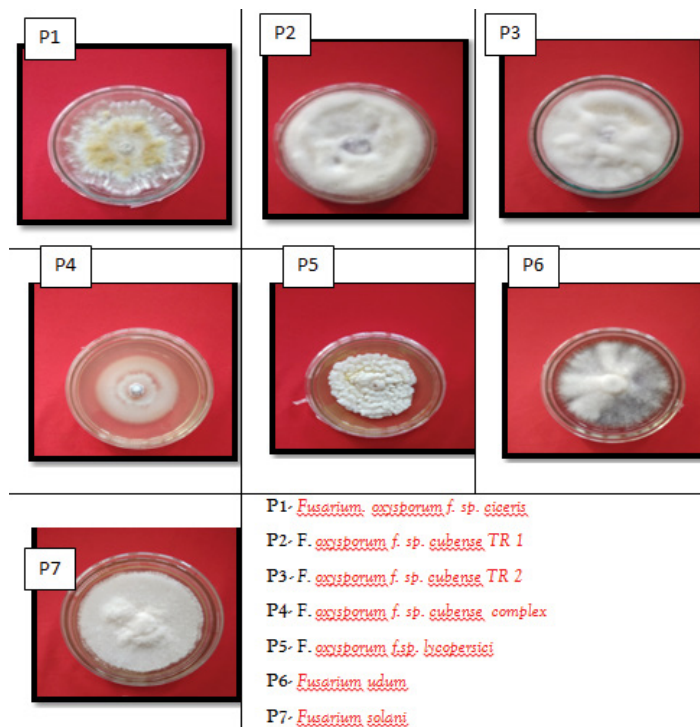 P1
P2
P3
P4
P5
P6
P7
P1- Fusarium. oxysporum f. sp. ciceris
P2- F. oxysporum f. sp. cubense TR 1
P3- F. oxysporum f. sp. cubense TR 2
P4- F. oxysporum f. sp. cubense complex
P5- F. oxysporum f.sp. lycopersici
P6- Fusarium udum
P7- Fusarium solani